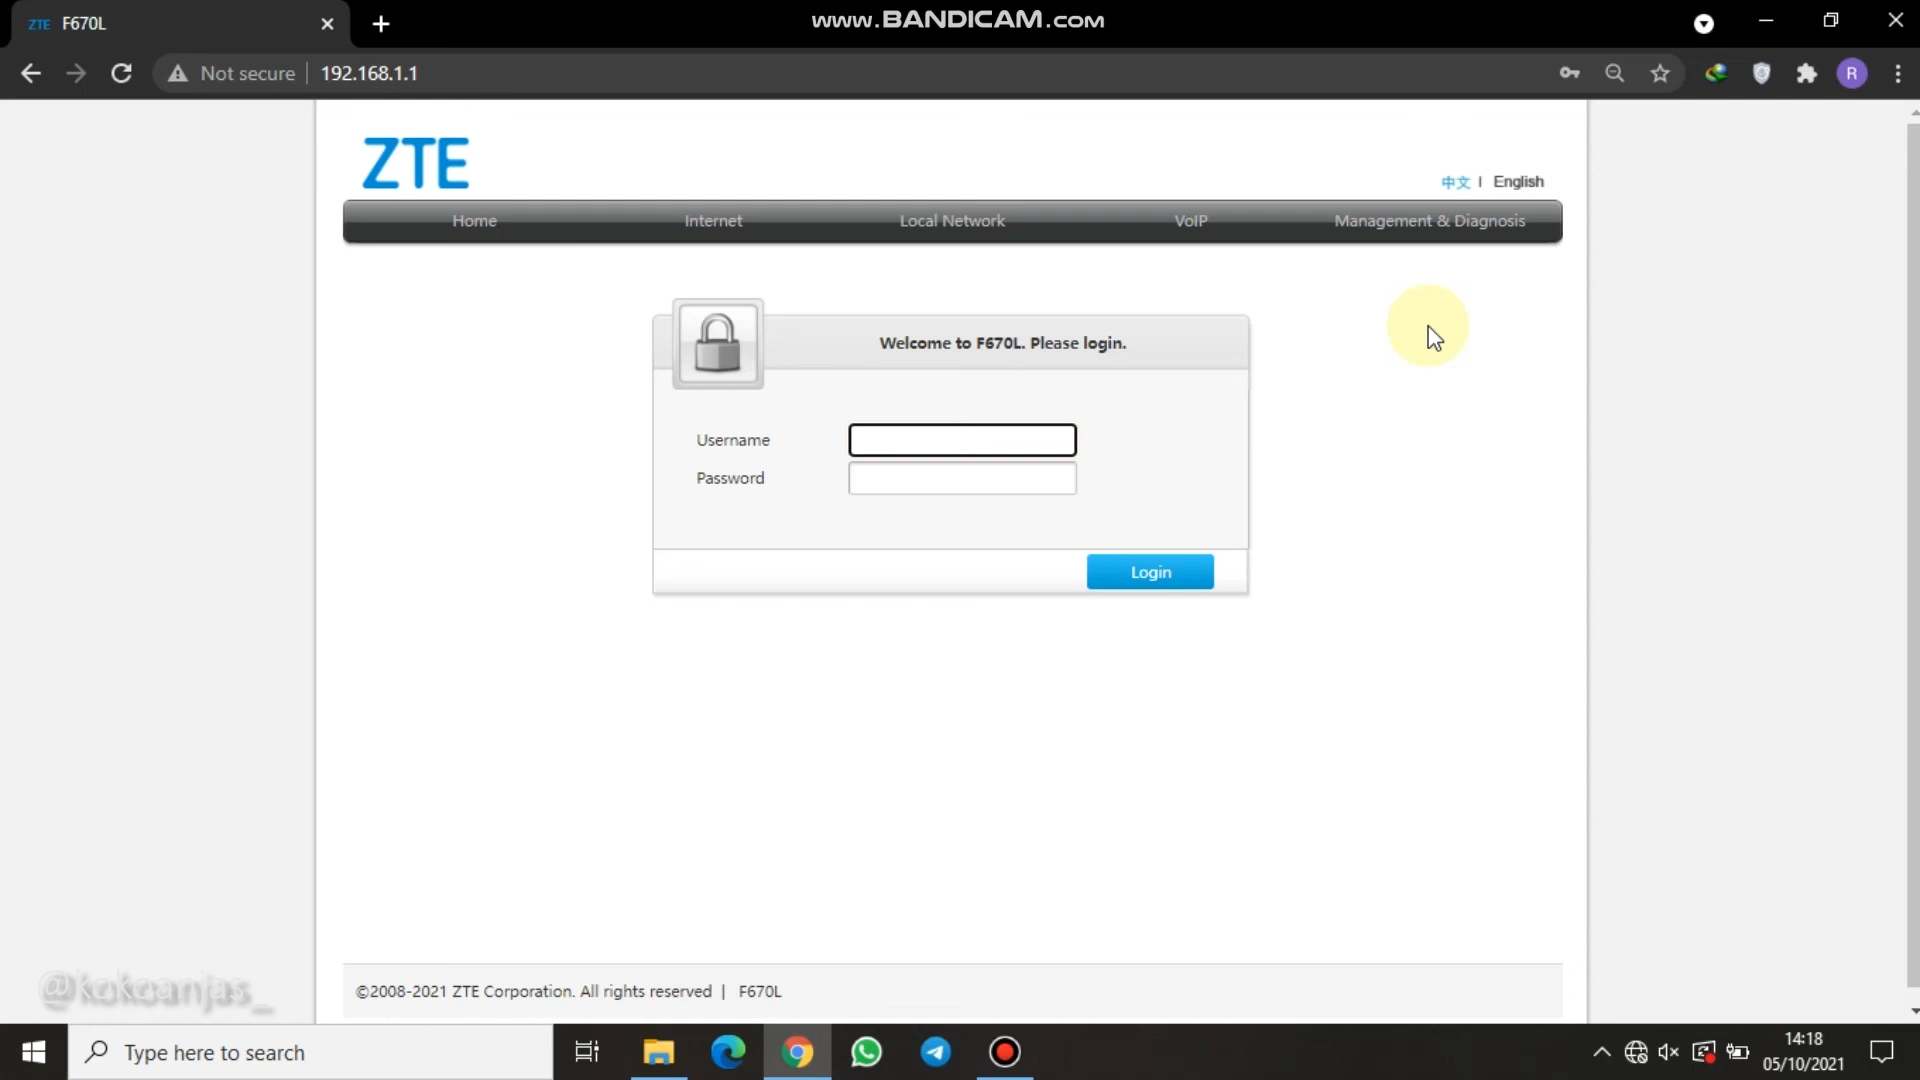 www.BANDICAM.com
ZTE F670L
Not secure 192.168.1.1
R
ZTE
中文 | English
Home Internet Local Network VoIP Management & Diagnosis
Welcome to F670L. Please login.
Username
Password
Login
@kokoanjas_
©2008-2021 ZTE Corporation. All rights reserved | F670L
Type here to search
14:18
05/10/2021